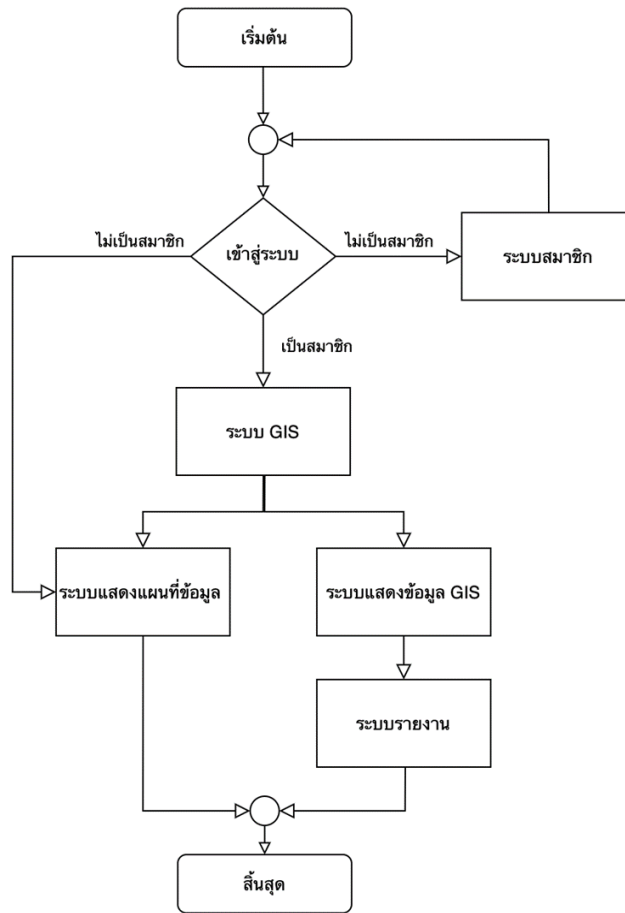 เริ่มต้น
ไม่เป็นสมาชิก
เข้าสู่ระบบ
ไม่เป็นสมาชิก
ระบบสมาชิก
เป็นสมาชิก
ระบบ GIS
ระบบแสดงแผนที่ข้อมูล
ระบบแสดงข้อมูล GIS
ระบบรายงาน
สิ้นสุด